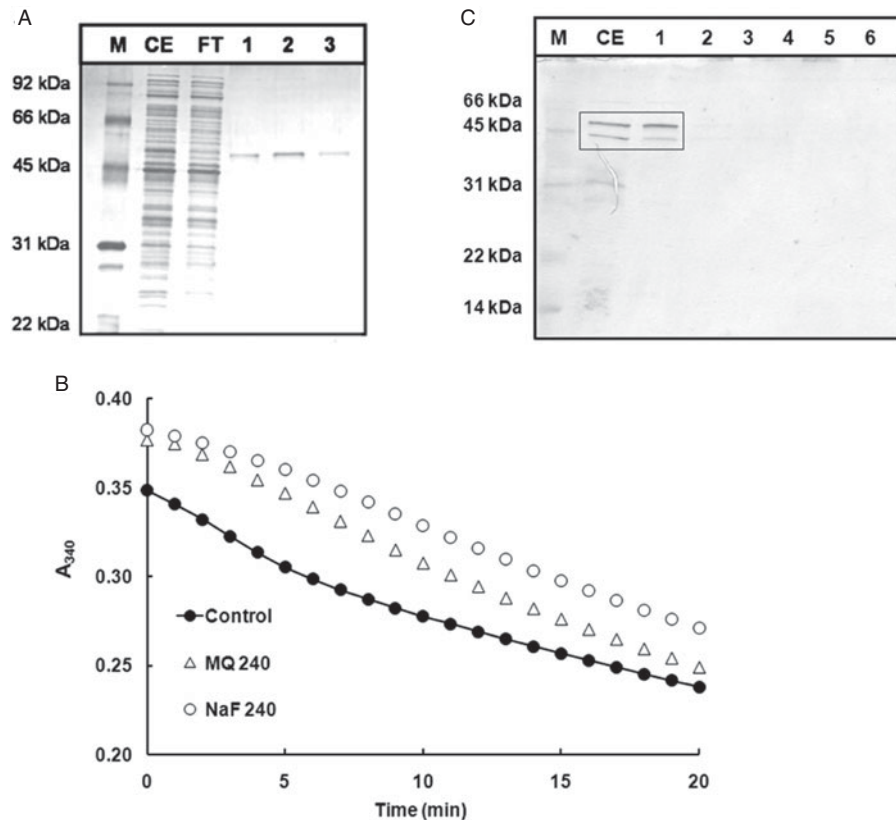 A
M CE FT 1 2 3
92 kDa
66 kDa
45 kDa
31 kDa
22 kDa
C
M CE 1 2 3 4 5 6
66 kDa
45 kDa
31 kDa
22 kDa
14 kDa
B
0.40
0.35
0.30
0.25
0.20
A340
Control
MQ 240
NaF 240
0 5 10 15 20
Time (min)